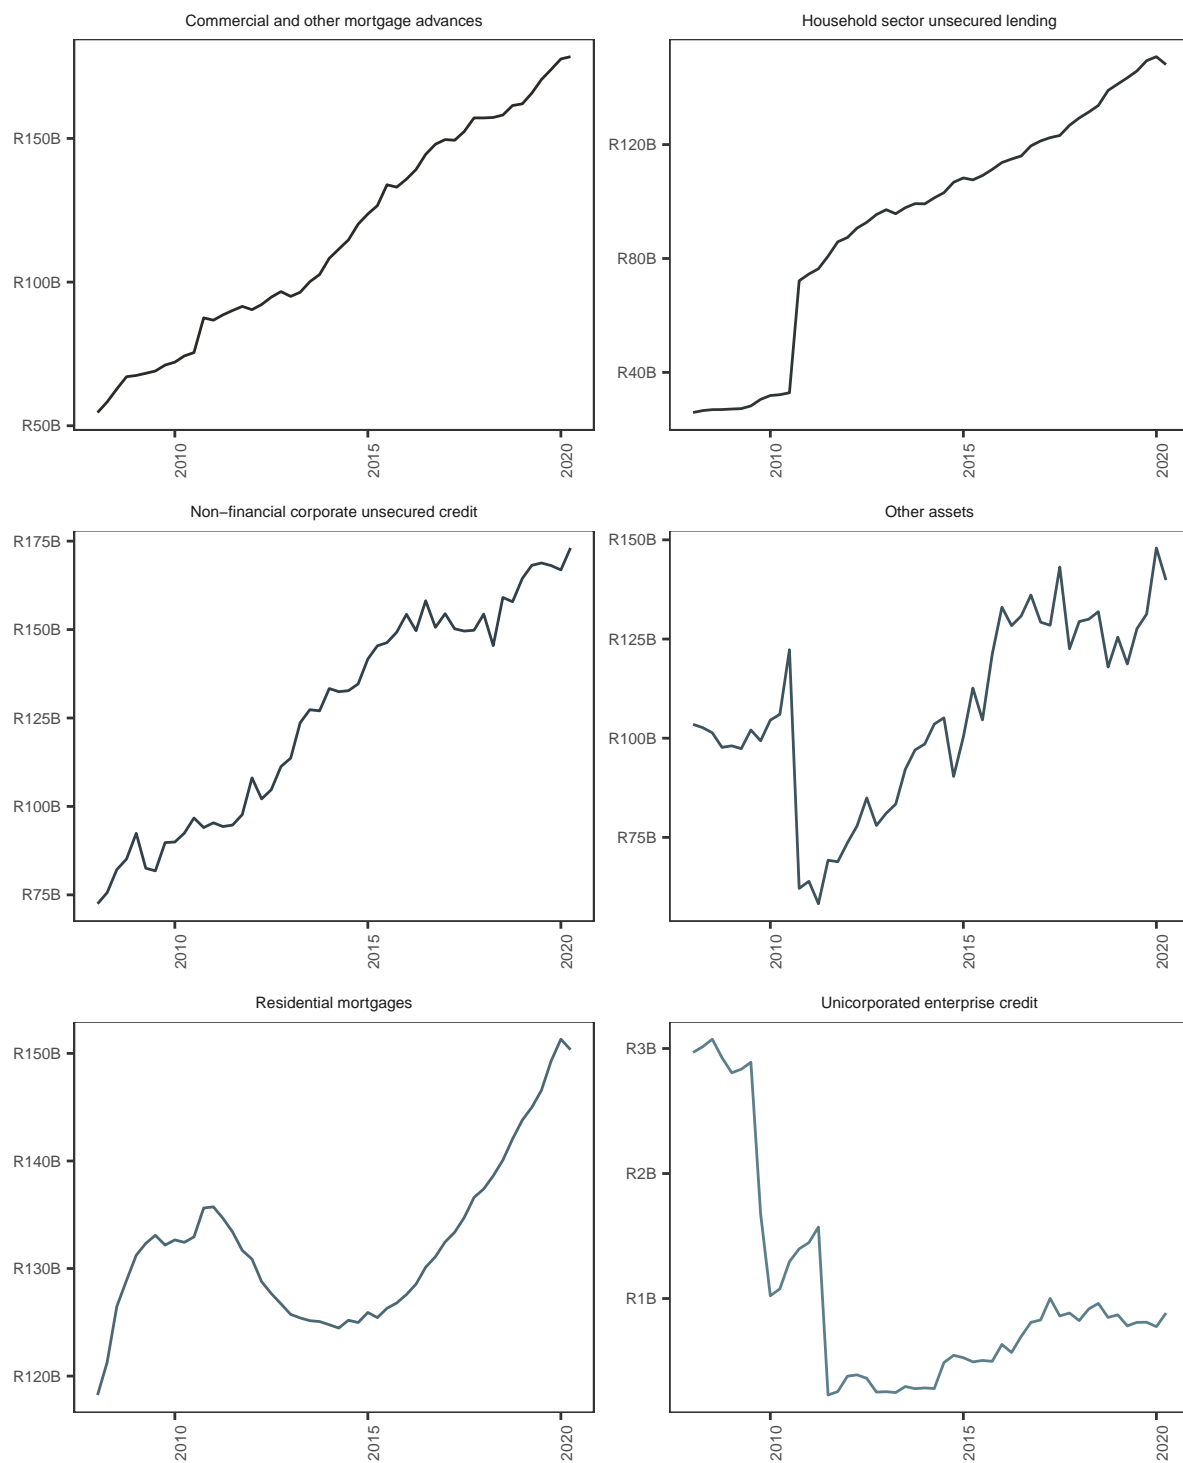 Commercial and other mortgage advances
R150B
R100B
R50B
2010
2015
2020
Household sector unsecured lending
R120B
R80B
R40B
2010
2015
2020
Non−financial corporate unsecured credit
R175B
R150B
R125B
R100B
R75B
2010
2015
2020
Other assets
R150B
R125B
R100B
R75B
2010
2015
2020
Residential mortgages
R150B
R140B
R130B
R120B
2010
2015
2020
Unicorporated enterprise credit
R3B
R2B
R1B
2010
2015
2020